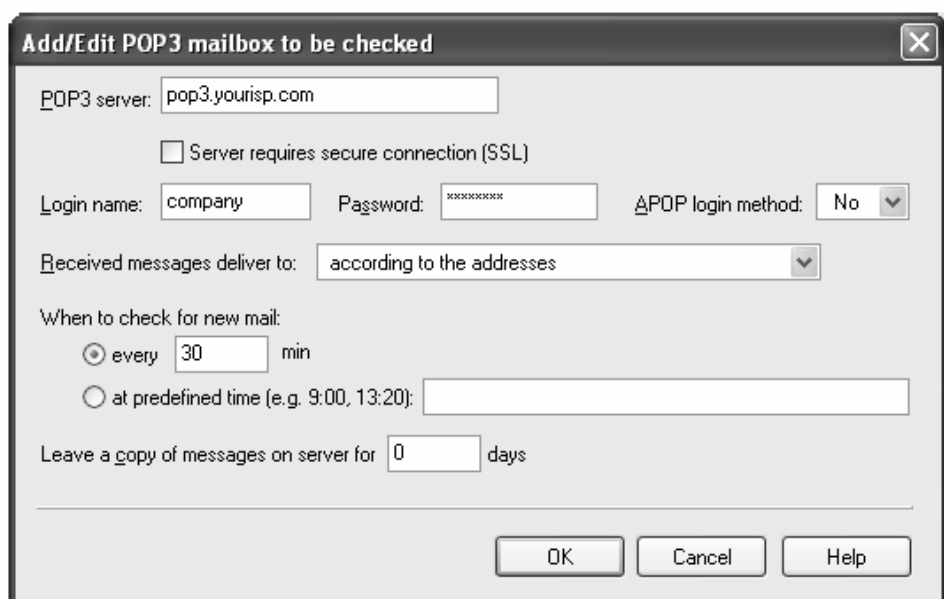 Add/Edit POP3 mailbox to be checked
POP3 server: pop3.yourisp.com
Server requires secure connection (SSL)
Login name: company Password: ******** APOP login method: No
Received messages deliver to: according to the addresses
When to check for new mail:
every 30 min
at predefined time (e.g. 9:00, 13:20):
Leave a copy of messages on server for 0 days
OK Cancel Help